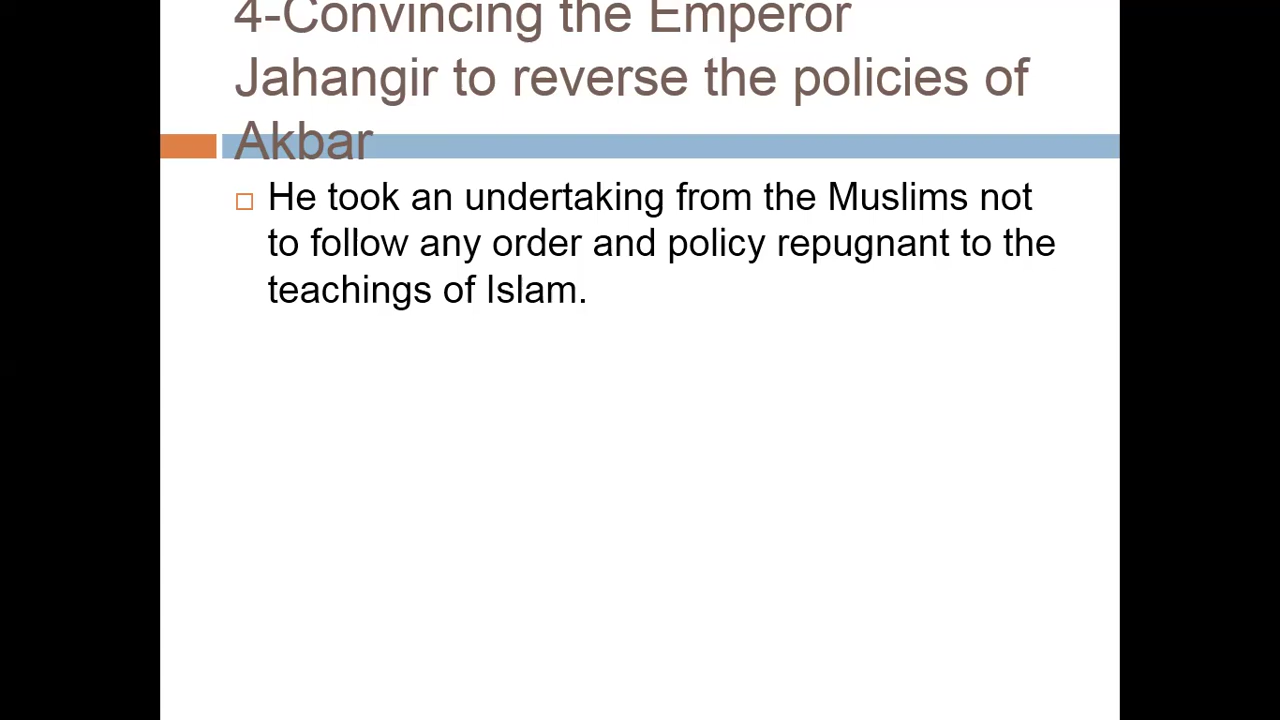 4-Convincing the Emperor
Jahangir to reverse the policies of
Akbar
He took an undertaking from the Muslims not
to follow any order and policy repugnant to the
teachings of Islam.